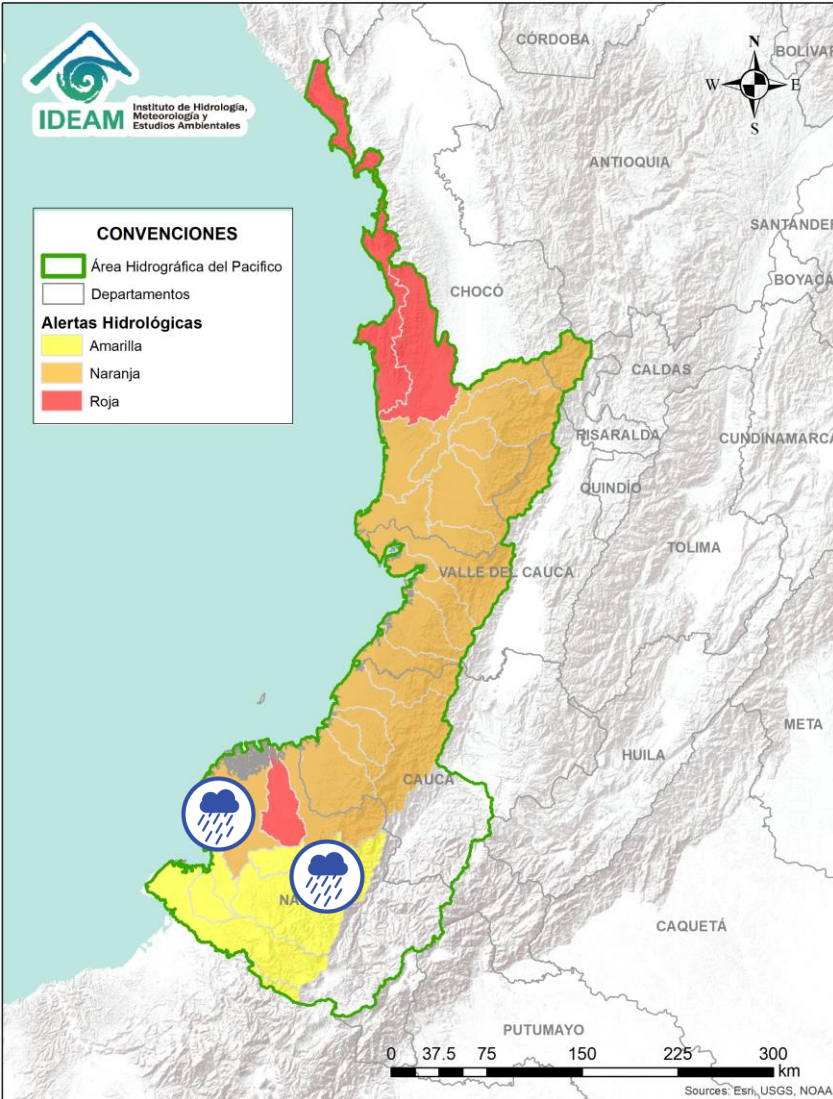 IDEAM
Instituto de Hidrología,
Meteorología y
Estudios Ambientales
CÓRDOBA
N
BOLÍVAR
W
E
S
ANTIOQUIA
CONVENCIONES
Área Hidrográfica del Pacifico
Departamentos
Alertas Hidrológicas
Amarilla
Naranja
Roja
SANTANDER
BOYACÁ
CHOCÓ
CALDAS
RISARALDA
CUNDINAMARCA
QUINDÍO
TOLIMA
VALLE DEL CAUCA
META
HUILA
CAUCA
NA
CAQUETÁ
PUTUMAYO
0 37.5 75 150 225 300
km
Sources: Esri, USGS, NOAA